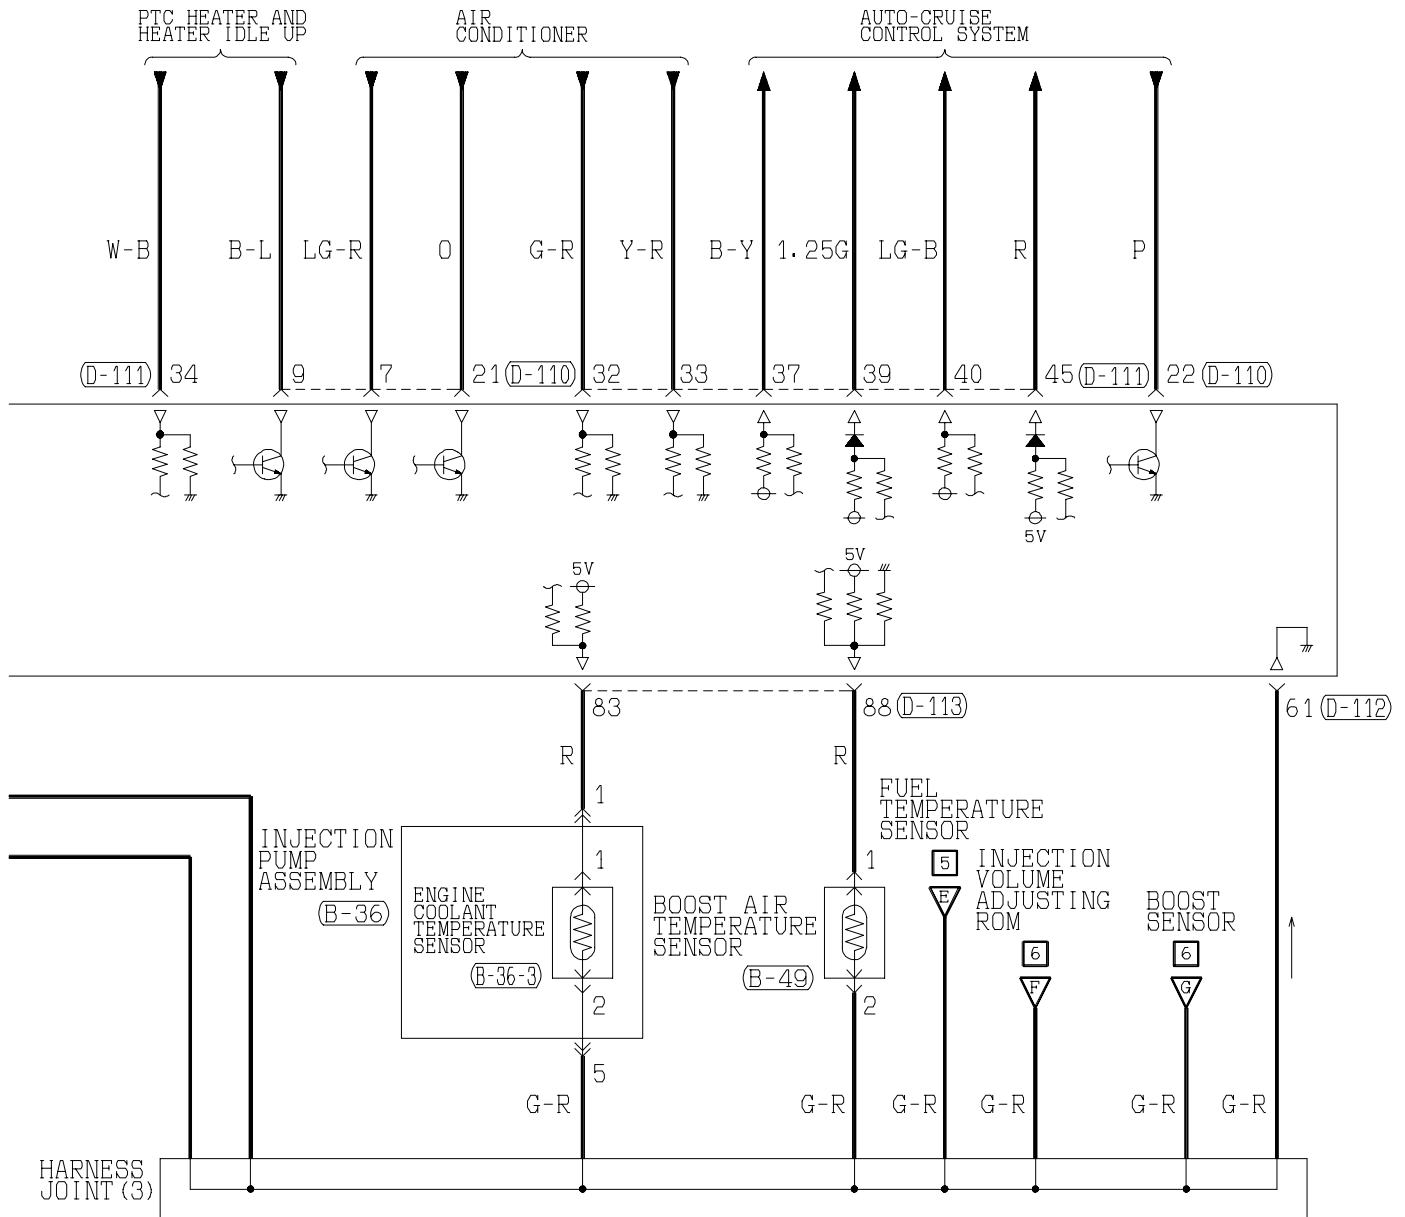 PTC HEATER AND
HEATER IDLE UP
AIR
CONDITIONER
AUTO-CRUISE
CONTROL SYSTEM
W-B
B-L
LG-R
O
G-R
Y-R
B-Y
1.25G
LG-B
R
P
D-111
34
9
7
21
D-110
32
33
37
39
40
45
D-111
22
D-110
5V
5V
5V
83
88
D-113
61
D-112
R
R
1
INJECTION
PUMP
ASSEMBLY
B-36
1
ENGINE
COOLANT
TEMPERATURE
SENSOR
B-36-3
2
5
BOOST AIR
TEMPERATURE
SENSOR
B-49
1
2
FUEL
TEMPERATURE
SENSOR
5
E
INJECTION
VOLUME
ADJUSTING
ROM
6
F
BOOST
SENSOR
6
G
G-R
G-R
G-R
G-R
G-R
G-R
HARNESS
JOINT(3)